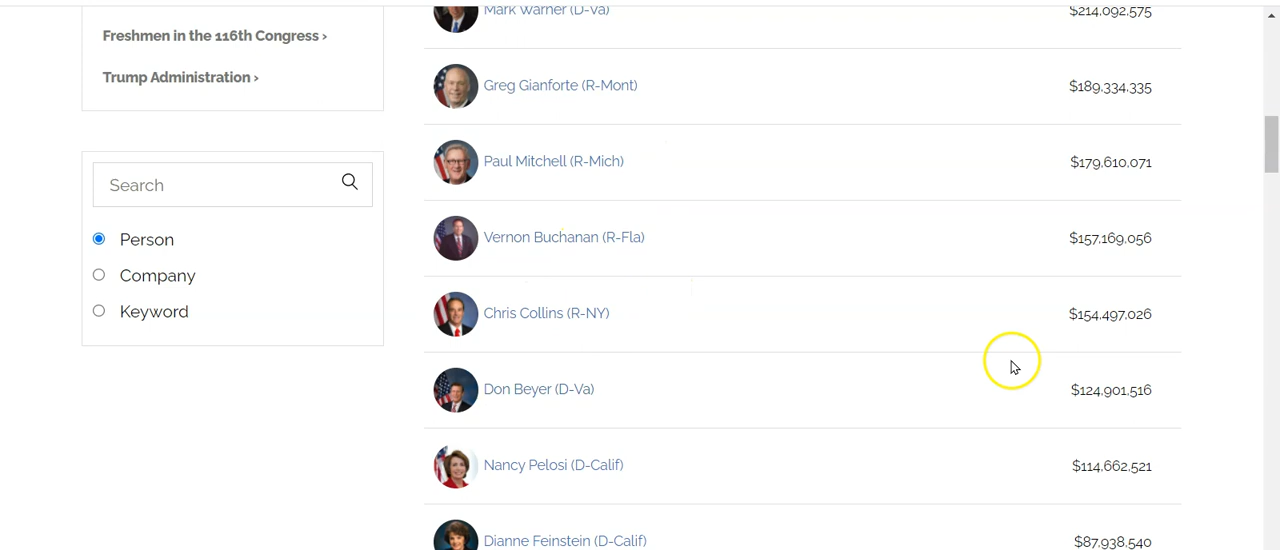 Freshmen in the 116th Congress ›
Trump Administration ›
Search
Person
Company
Keyword
Mark Warner (D-Va) $214,092,575
Greg Gianforte (R-Mont) $189,334,335
Paul Mitchell (R-Mich) $179,610,071
Vernon Buchanan (R-Fla) $157,169,056
Chris Collins (R-NY) $154,497,026
Don Beyer (D-Va) $124,901,516
Nancy Pelosi (D-Calif) $114,662,521
Dianne Feinstein (D-Calif) $87,938,540